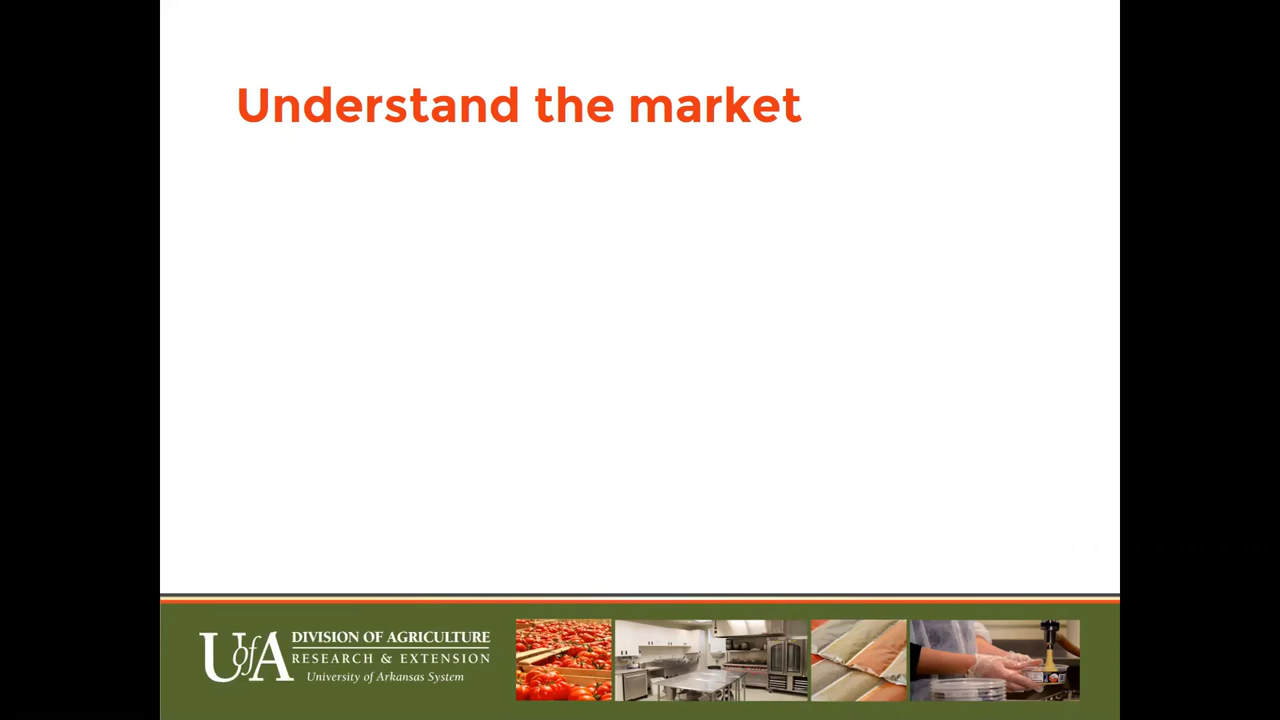 Understand the market
UofA
DIVISION OF AGRICULTURE
RESEARCH & EXTENSION
University of Arkansas System